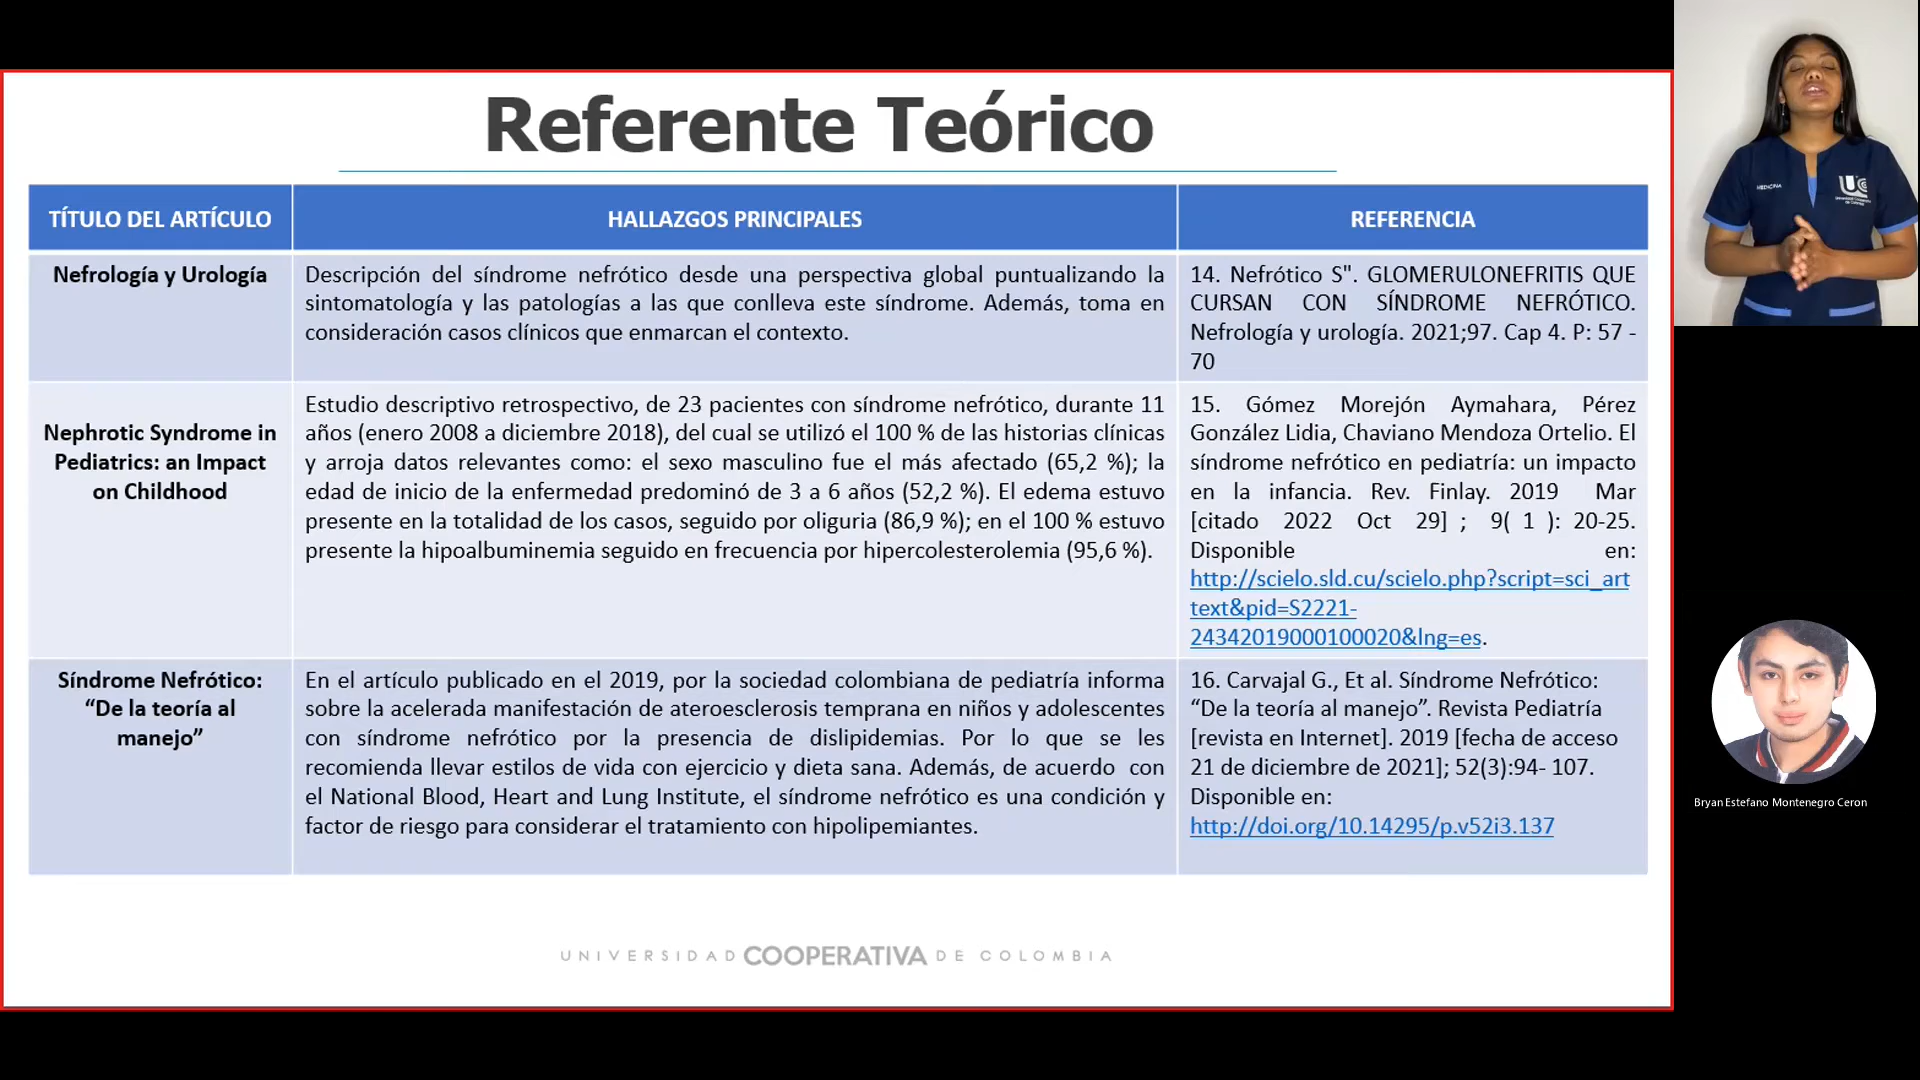 Referente Teórico
TÍTULO DEL ARTÍCULO
HALLAZGOS PRINCIPALES
REFERENCIA
Nefrología y Urología
Descripción del síndrome nefrótico desde una perspectiva global puntualizando la
sintomatología y las patologías a las que conlleva este síndrome. Además, toma en
consideración casos clínicos que enmarcan el contexto.
14. Nefrótico S". GLOMERULONEFRITIS QUE
CURSAN CON SÍNDROME NEFRÓTICO.
Nefrología y urología. 2021;97. Cap 4. P: 57 -
70
Nephrotic Syndrome in
Pediatrics: an Impact
on Childhood
Estudio descriptivo retrospectivo, de 23 pacientes con síndrome nefrótico, durante 11
años (enero 2008 a diciembre 2018), del cual se utilizó el 100 % de las historias clínicas
y arroja datos relevantes como: el sexo masculino fue el más afectado (65,2 %); la
edad de inicio de la enfermedad predominó de 3 a 6 años (52,2 %). El edema estuvo
presente en la totalidad de los casos, seguido por oliguria (86,9 %); en el 100 % estuvo
presente la hipoalbuminemia seguido en frecuencia por hipercolesterolemia (95,6 %).
15. Gómez Morejón Aymahara, Pérez
González Lidia, Chaviano Mendoza Ortelio. El
síndrome nefrótico en pediatría: un impacto
en la infancia. Rev. Finlay. 2019 Mar
[citado 2022 Oct 29] ; 9( 1 ): 20-25.
Disponible en:
http://scielo.sld.cu/scielo.php?script=sci_art
text&pid=S2221-
24342019000100020&lng=es.
Síndrome Nefrótico:
“De la teoría al
manejo”
En el artículo publicado en el 2019, por la sociedad colombiana de pediatría informa
sobre la acelerada manifestación de ateroesclerosis temprana en niños y adolescentes
con síndrome nefrótico por la presencia de dislipidemias. Por lo que se les
recomienda llevar estilos de vida con ejercicio y dieta sana. Además, de acuerdo con
el National Blood, Heart and Lung Institute, el síndrome nefrótico es una condición y
factor de riesgo para considerar el tratamiento con hipolipemiantes.
16. Carvajal G., Et al. Síndrome Nefrótico:
“De la teoría al manejo”. Revista Pediatría
[revista en Internet]. 2019 [fecha de acceso
21 de diciembre de 2021]; 52(3):94- 107.
Disponible en:
http://doi.org/10.14295/p.v52i3.137
UNIVERSIDAD COOPERATIVA DE COLOMBIA
MEDICINA
UCC
Universidad Cooperativa
de Colombia
Bryan Estefano Montenegro Ceron